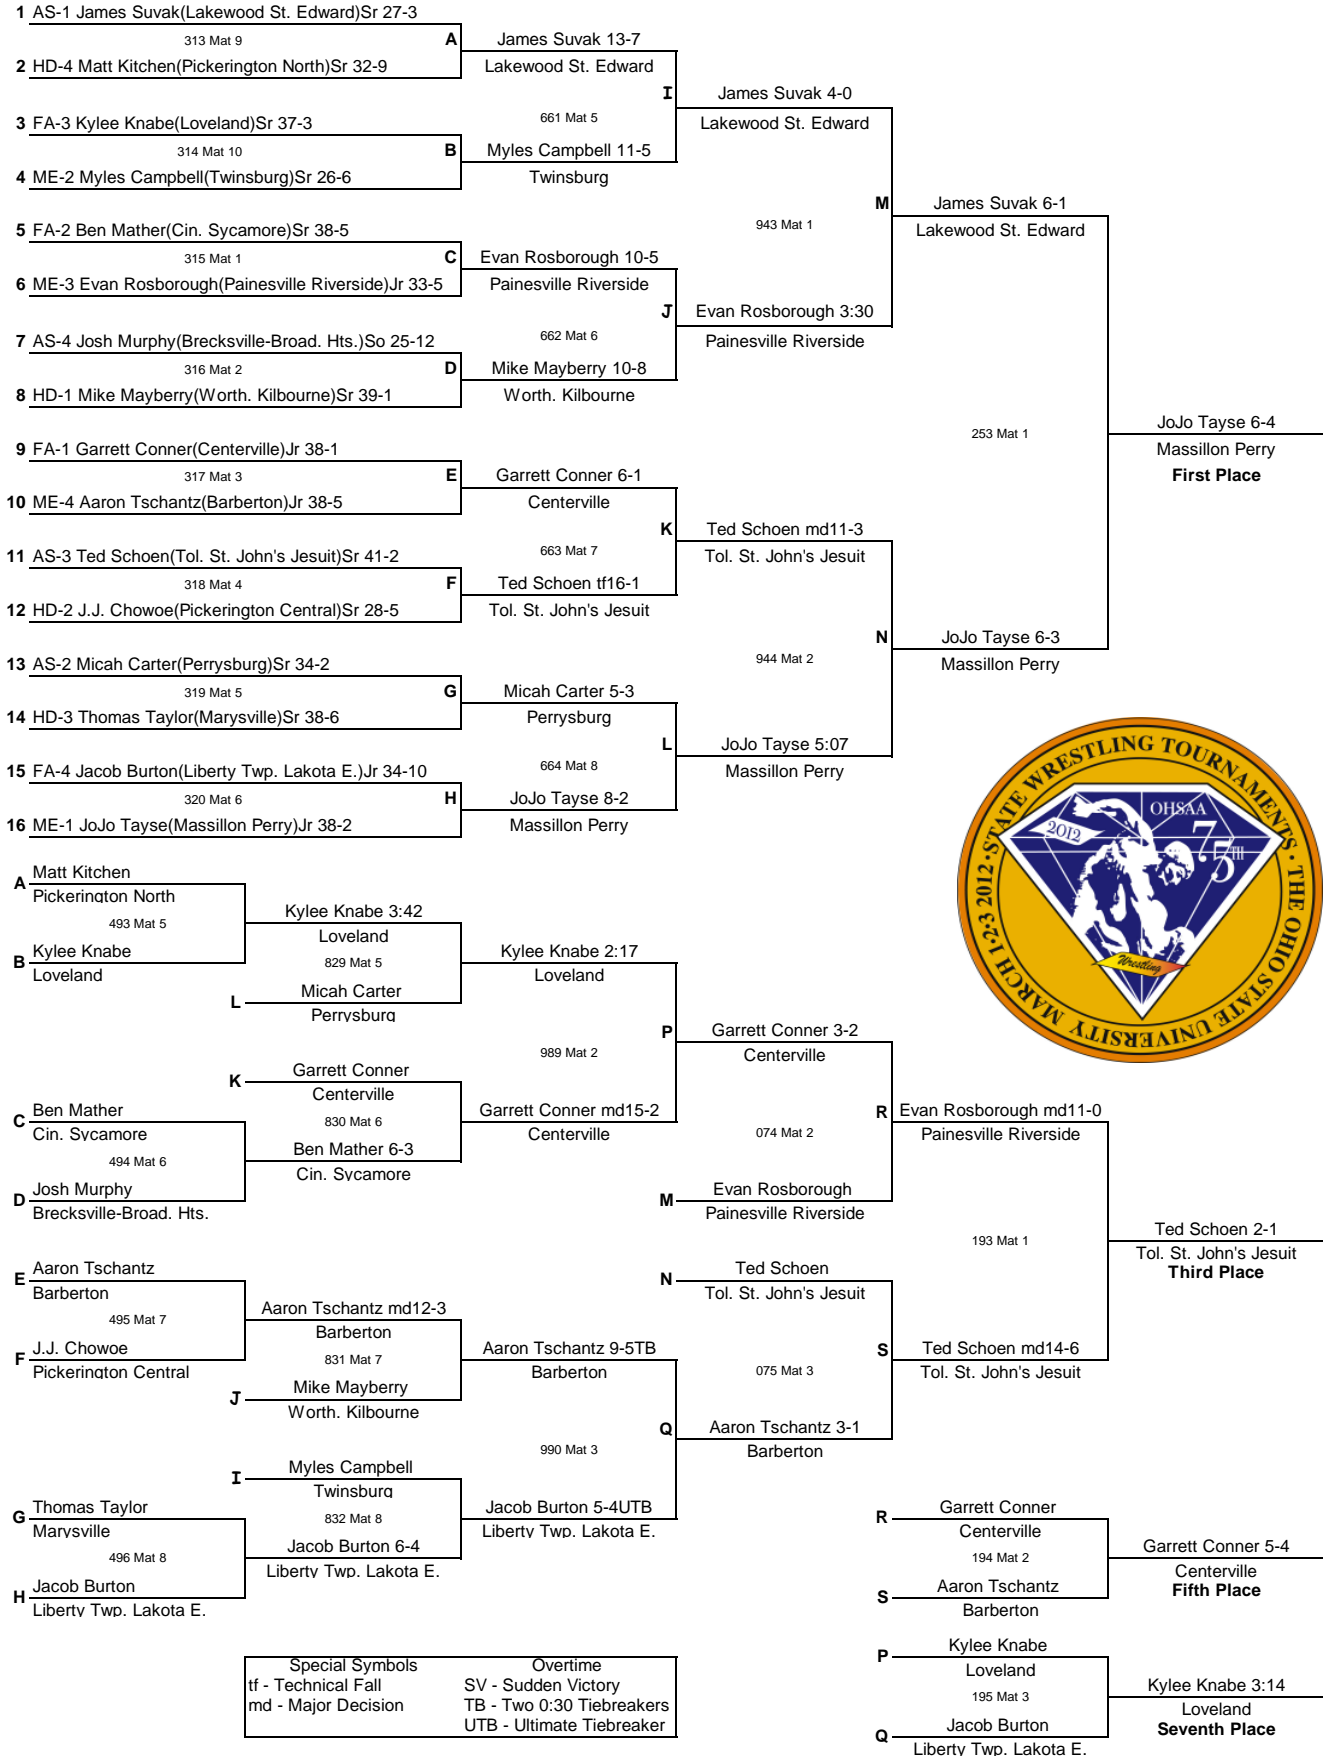 1 AS-1 James Suvak(Lakewood St. Edward)Sr 27-3
313 Mat 9
A
2 HD-4 Matt Kitchen(Pickerington North)Sr 32-9
James Suvak 13-7
Lakewood St. Edward
3 FA-3 Kylee Knabe(Loveland)Sr 37-3
314 Mat 10
B
4 ME-2 Myles Campbell(Twinsburg)Sr 26-6
Myles Campbell 11-5
Twinsburg
I
661 Mat 5
James Suvak 4-0
Lakewood St. Edward
5 FA-2 Ben Mather(Cin. Sycamore)Sr 38-5
315 Mat 1
C
6 ME-3 Evan Rosborough(Painesville Riverside)Jr 33-5
Evan Rosborough 10-5
Painesville Riverside
7 AS-4 Josh Murphy(Brecksville-Broad. Hts.)So 25-12
316 Mat 2
D
8 HD-1 Mike Mayberry(Worth. Kilbourne)Sr 39-1
Mike Mayberry 10-8
Worth. Kilbourne
J
662 Mat 6
Evan Rosborough 3:30
Painesville Riverside
M
943 Mat 1
James Suvak 6-1
Lakewood St. Edward
9 FA-1 Garrett Conner(Centerville)Jr 38-1
317 Mat 3
E
10 ME-4 Aaron Tschantz(Barberton)Jr 38-5
Garrett Conner 6-1
Centerville
11 AS-3 Ted Schoen(Tol. St. John's Jesuit)Sr 41-2
318 Mat 4
F
12 HD-2 J.J. Chowoe(Pickerington Central)Sr 28-5
Ted Schoen tf16-1
Tol. St. John's Jesuit
K
663 Mat 7
Ted Schoen md11-3
Tol. St. John's Jesuit
13 AS-2 Micah Carter(Perrysburg)Sr 34-2
319 Mat 5
G
14 HD-3 Thomas Taylor(Marysville)Sr 38-6
Micah Carter 5-3
Perrysburg
15 FA-4 Jacob Burton(Liberty Twp. Lakota E.)Jr 34-10
320 Mat 6
H
16 ME-1 JoJo Tayse(Massillon Perry)Jr 38-2
JoJo Tayse 8-2
Massillon Perry
L
664 Mat 8
JoJo Tayse 5:07
Massillon Perry
N
944 Mat 2
JoJo Tayse 6-3
Massillon Perry
253 Mat 1
JoJo Tayse 6-4
Massillon Perry
First Place
STATE WRESTLING TOURNAMENTS · THE OHIO STATE UNIVERSITY MARCH 1-2-3 2012 ·
2012
OHSAA
75TH
Wrestling
A Matt Kitchen
Pickerington North
493 Mat 5
B Kylee Knabe
Loveland
Kylee Knabe 3:42
Loveland
829 Mat 5
L Micah Carter
Perrysburg
Kylee Knabe 2:17
Loveland
K Garrett Conner
Centerville
830 Mat 6
C Ben Mather
Cin. Sycamore
494 Mat 6
D Josh Murphy
Brecksville-Broad. Hts.
Ben Mather 6-3
Cin. Sycamore
Garrett Conner md15-2
Centerville
P
989 Mat 2
Garrett Conner 3-2
Centerville
074 Mat 2
M Evan Rosborough
Painesville Riverside
R Evan Rosborough md11-0
Painesville Riverside
E Aaron Tschantz
Barberton
495 Mat 7
F J.J. Chowoe
Pickerington Central
Aaron Tschantz md12-3
Barberton
831 Mat 7
J Mike Mayberry
Worth. Kilbourne
Aaron Tschantz 9-5TB
Barberton
I Myles Campbell
Twinsburg
832 Mat 8
G Thomas Taylor
Marysville
496 Mat 8
H Jacob Burton
Liberty Twp. Lakota E.
Jacob Burton 6-4
Liberty Twp. Lakota E.
Jacob Burton 5-4UTB
Liberty Twp. Lakota E.
Q
990 Mat 3
Aaron Tschantz 3-1
Barberton
N Ted Schoen
Tol. St. John's Jesuit
075 Mat 3
S Ted Schoen md14-6
Tol. St. John's Jesuit
193 Mat 1
Ted Schoen 2-1
Tol. St. John's Jesuit
Third Place
R Garrett Conner
Centerville
194 Mat 2
S Aaron Tschantz
Barberton
Garrett Conner 5-4
Centerville
Fifth Place
P Kylee Knabe
Loveland
195 Mat 3
Q Jacob Burton
Liberty Twp. Lakota E.
Kylee Knabe 3:14
Loveland
Seventh Place
Special Symbols
tf - Technical Fall
md - Major Decision
Overtime
SV - Sudden Victory
TB - Two 0:30 Tiebreakers
UTB - Ultimate Tiebreaker